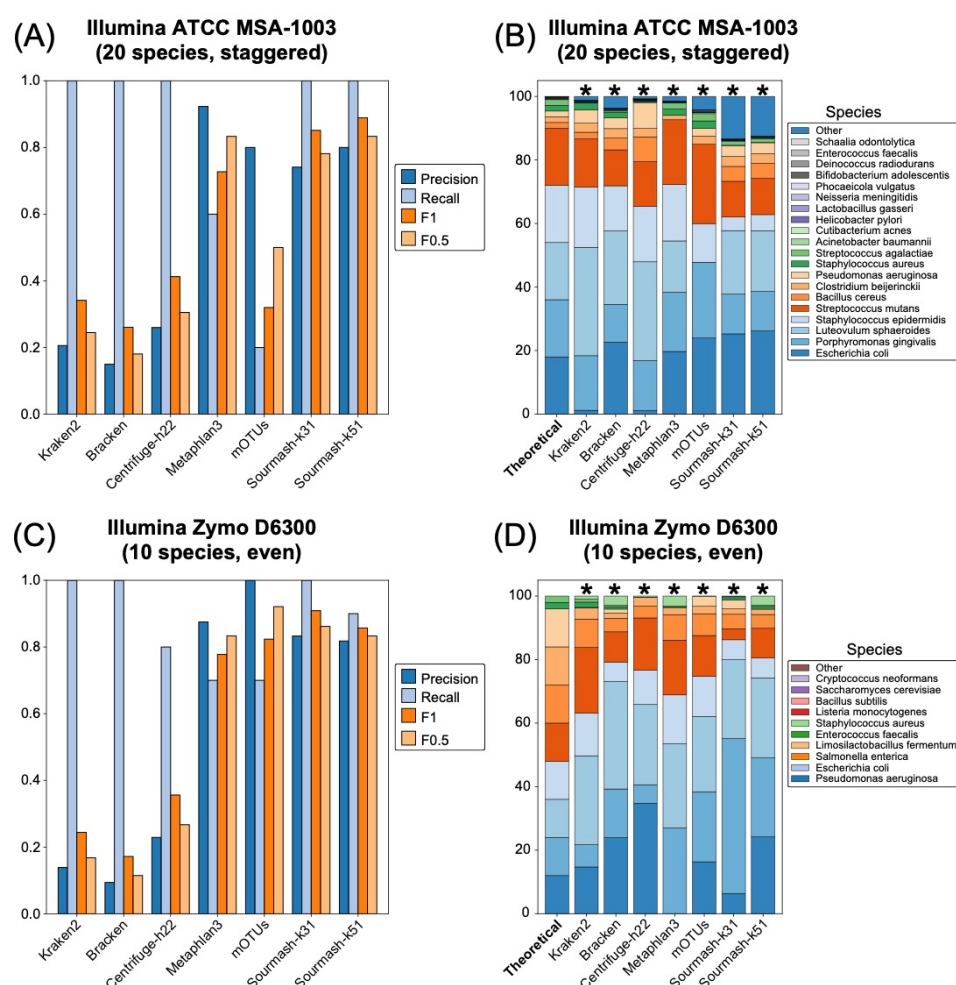 (A)
Illumina ATCC MSA-1003
(20 species, staggered)
1.0
0.8
0.6
0.4
0.2
0.0
Kraken2
Bracken
Centrifuge-h22
Metaphlan3
mOTUs
Sourmash-k31
Sourmash-k51
Precision
Recall
F1
F0.5
(B)
Illumina ATCC MSA-1003
(20 species, staggered)
100
80
60
40
20
0
* * * * * * *
Theoretical
Kraken2
Bracken
Centrifuge-h22
Metaphlan3
mOTUs
Sourmash-k31
Sourmash-k51
Species
Other
Schaalia odontolytica
Enterococcus faecalis
Deinococcus radiodurans
Bifidobacterium adolescentis
Phocaeicola vulgatus
Neisseria meningitidis
Lactobacillus gasseri
Helicobacter pylori
Cutibacterium acnes
Acinetobacter baumannii
Streptococcus agalactiae
Staphylococcus aureus
Pseudomonas aeruginosa
Clostridium beijerinckii
Bacillus cereus
Streptococcus mutans
Staphylococcus epidermidis
Luteovulum sphaeroides
Porphyromonas gingivalis
Escherichia coli
(C)
Illumina Zymo D6300
(10 species, even)
1.0
0.8
0.6
0.4
0.2
0.0
Kraken2
Bracken
Centrifuge-h22
Metaphlan3
mOTUs
Sourmash-k31
Sourmash-k51
Precision
Recall
F1
F0.5
(D)
Illumina Zymo D6300
(10 species, even)
100
80
60
40
20
0
* * * * * * *
Theoretical
Kraken2
Bracken
Centrifuge-h22
Metaphlan3
mOTUs
Sourmash-k31
Sourmash-k51
Species
Other
Cryptococcus neoformans
Saccharomyces cerevisiae
Bacillus subtilis
Listeria monocytogenes
Staphylococcus aureus
Enterococcus faecalis
Limosilactobacillus fermentum
Salmonella enterica
Escherichia coli
Pseudomonas aeruginosa